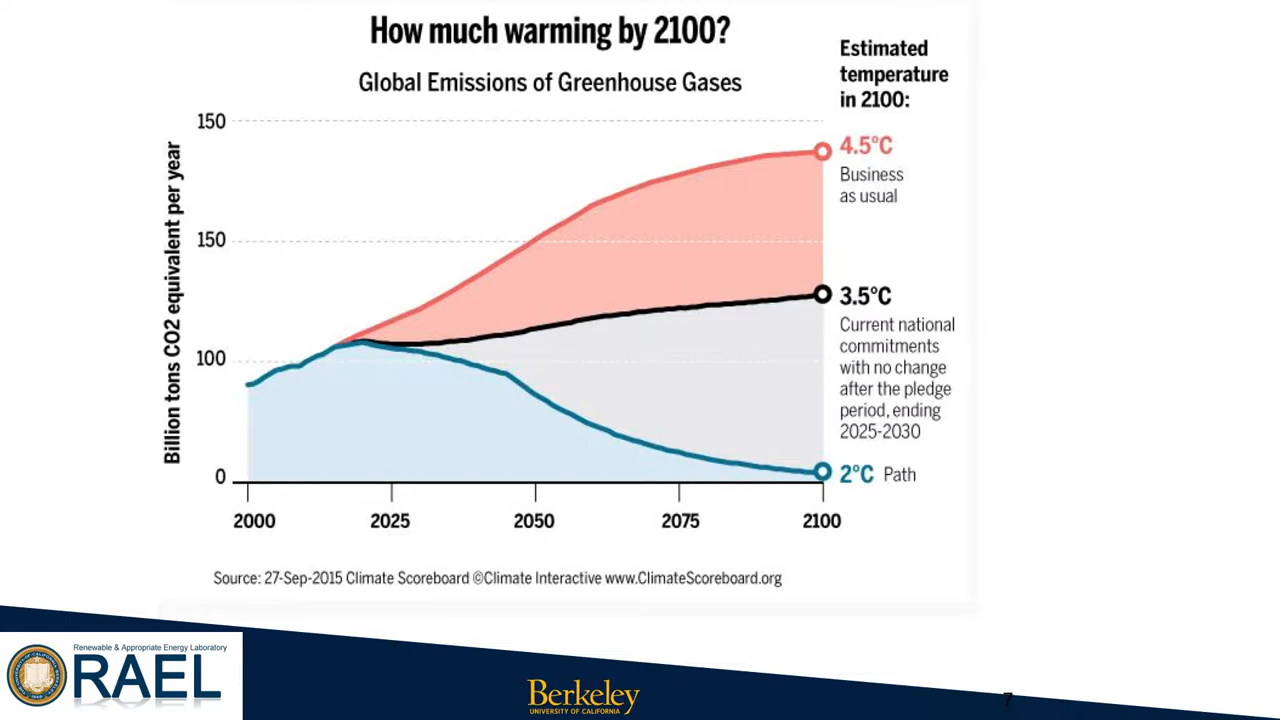 How much warming by 2100?
Global Emissions of Greenhouse Gases
Estimated
temperature
in 2100:
Billion tons CO2 equivalent per year
150
150
100
0
4.5°C
Business
as usual
3.5°C
Current national
commitments
with no change
after the pledge
period, ending
2025-2030
2°C Path
2000 2025 2050 2075 2100
Source: 27-Sep-2015 Climate Scoreboard ©Climate Interactive www.ClimateScoreboard.org
Renewable & Appropriate Energy Laboratory
RAEL
Berkeley
UNIVERSITY OF CALIFORNIA
7